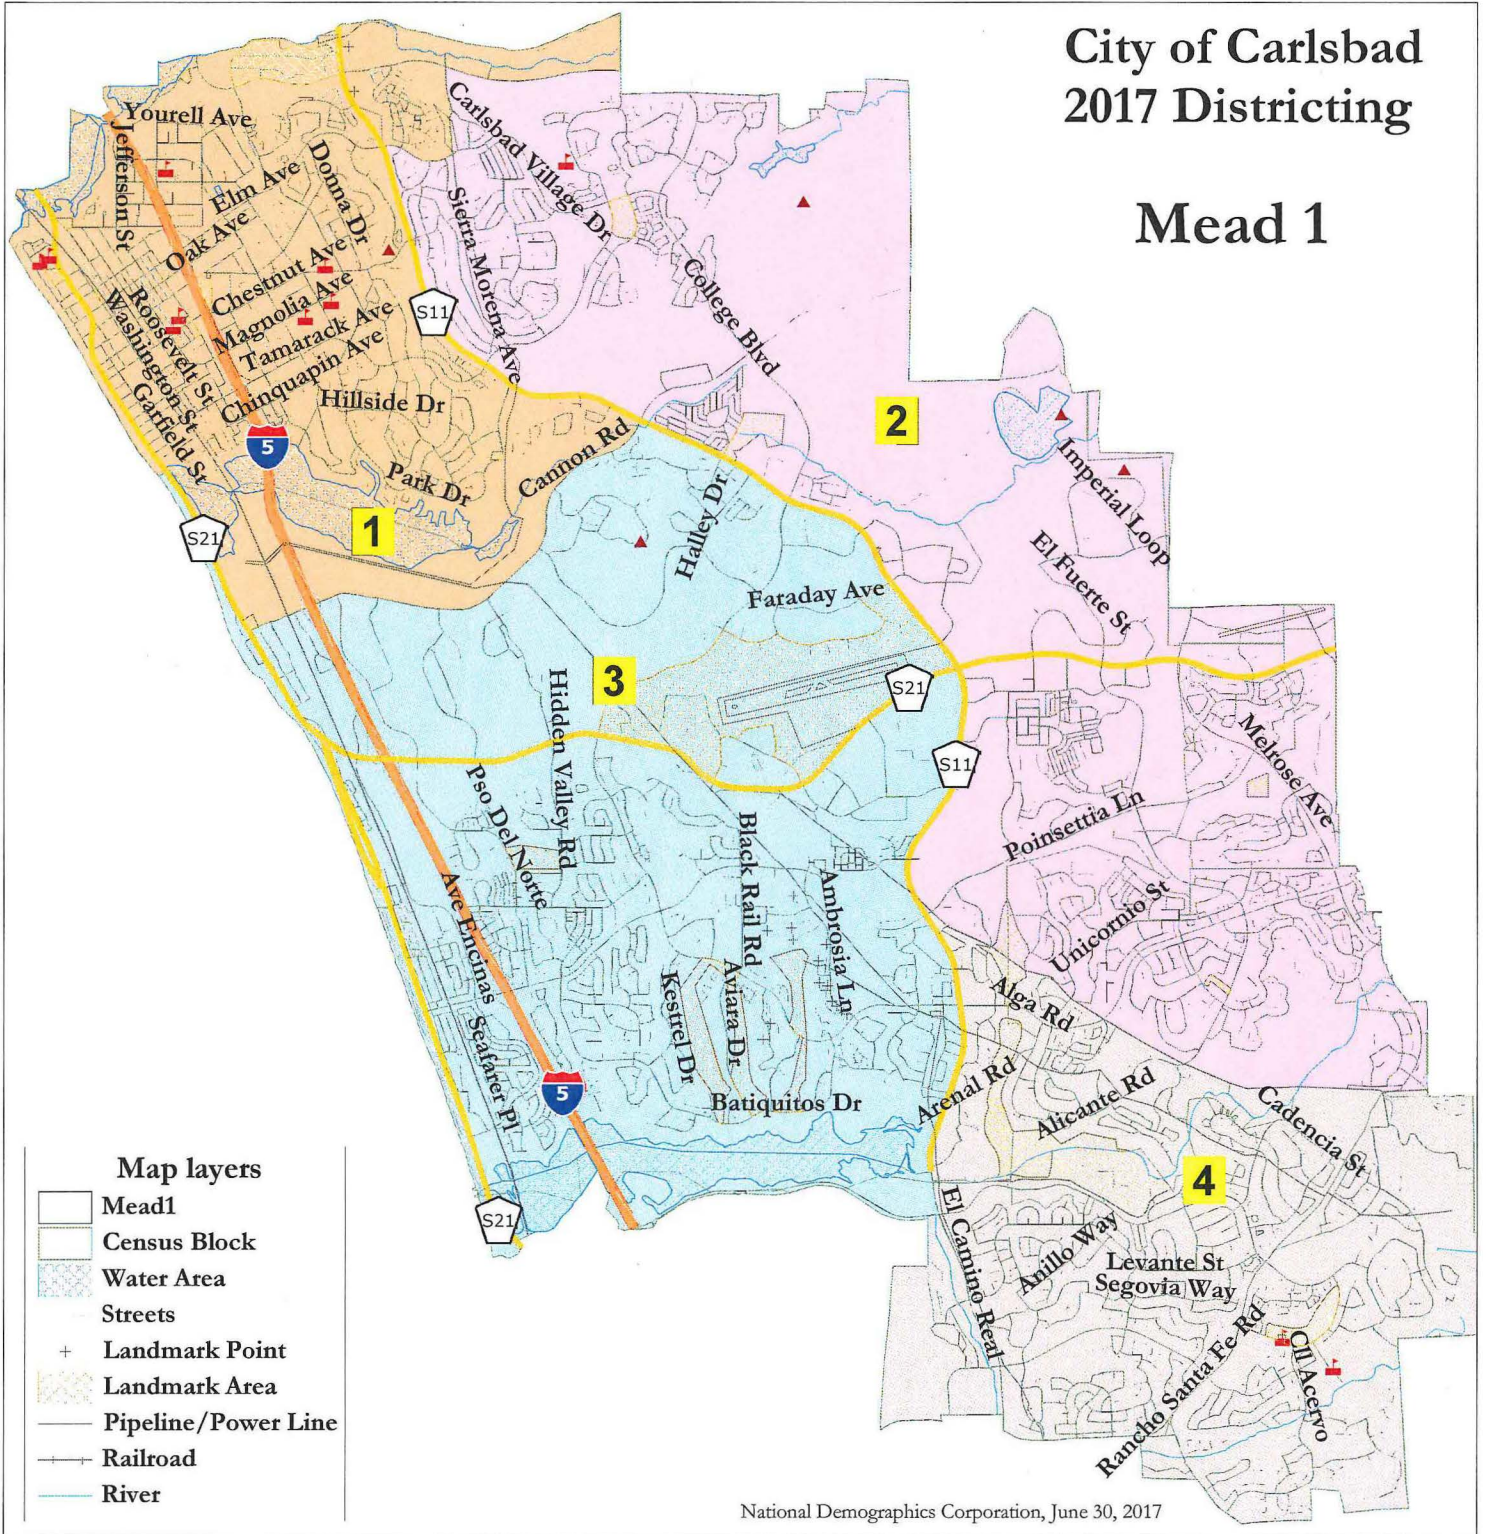 City of Carlsbad
2017 Districting
Mead 1
Yourell Ave
Jefferson St
Elm Ave
Donna Dr
Oak Ave
Chestnut Ave
Magnolia Ave
Tamarack Ave
Chinquapin Ave
Roosevelt St
Washington St
Garfield St
Hillside Dr
Park Dr
Cannon Rd
Carlsbad Village Dr
Sierra Morena Ave
College Blvd
S11
5
S21
1
2
Imperial Loop
El Fuerte St
Halley Dr
Faraday Ave
3
S21
S11
Hidden Valley Rd
Pso Del Norte
Melrose Ave
Poinsettia Ln
Unicornio St
Black Rail Rd
Ambrosia Ln
Ave Encinas
Kestrel Dr
Aviara Dr
Seafarer Pl
5
Batiquitos Dr
Alga Rd
Arenal Rd
Alicante Rd
Cadencia St
4
S21
El Camino Real
Anillo Way
Levante St
Segovia Way
Rancho Santa Fe Rd
Cll Acervo
Map layers
Mead1
Census Block
Water Area
Streets
Landmark Point
Landmark Area
Pipeline/Power Line
Railroad
River
National Demographics Corporation, June 30, 2017